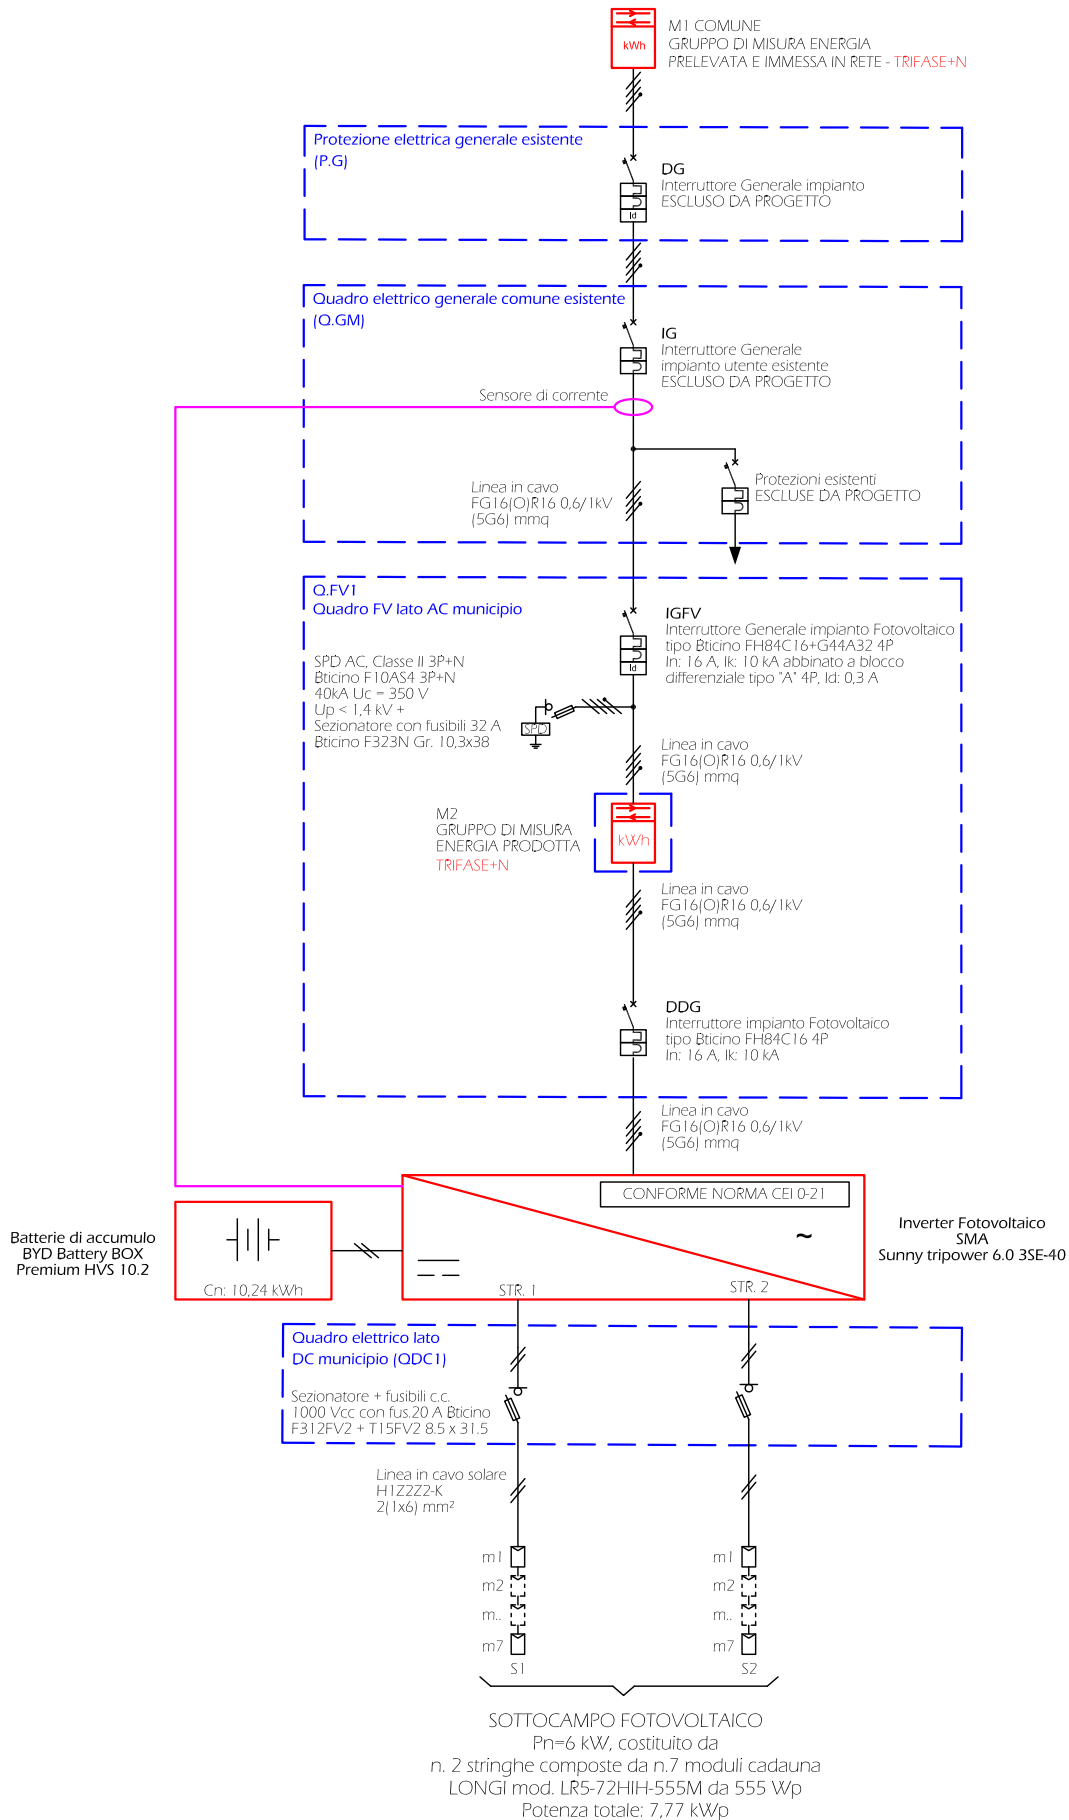 M1 COMUNE
GRUPPO DI MISURA ENERGIA
PRELEVATA E IMMESSA IN RETE - TRIFASE+N
kWh
Protezione elettrica generale esistente
(P.G)
DG
Interruttore Generale impianto
ESCLUSO DA PROGETTO
Id
Quadro elettrico generale comune esistente
(Q.GM)
IG
Interruttore Generale
impianto utente esistente
ESCLUSO DA PROGETTO
Sensore di corrente
Protezioni esistenti
ESCLUSE DA PROGETTO
Linea in cavo
FG16(O)R16 0,6/1kV
(5G6) mmq
Q.FV1
Quadro FV lato AC municipio
IGFV
Interruttore Generale impianto Fotovoltaico
tipo Bticino FH84C16+G44A32 4P
In: 16 A, Ik: 10 kA abbinato a blocco
differenziale tipo "A" 4P, Id: 0,3 A
Id
SPD AC, Classe II 3P+N
Bticino F10AS4 3P+N
40kA Uc = 350 V
Up < 1,4 kV +
Sezionatore con fusibili 32 A
Bticino F323N Gr. 10,3x38
SPD
Linea in cavo
FG16(O)R16 0,6/1kV
(5G6) mmq
M2
GRUPPO DI MISURA
ENERGIA PRODOTTA
TRIFASE+N
kWh
Linea in cavo
FG16(O)R16 0,6/1kV
(5G6) mmq
DDG
Interruttore impianto Fotovoltaico
tipo Bticino FH84C16 4P
In: 16 A, Ik: 10 kA
Linea in cavo
FG16(O)R16 0,6/1kV
(5G6) mmq
CONFORME NORMA CEI 0-21
~
Batterie di accumulo
BYD Battery BOX
Premium HVS 10.2
Cn: 10,24 kWh
Inverter Fotovoltaico
SMA
Sunny tripower 6.0 3SE-40
STR. 1
STR. 2
Quadro elettrico lato
DC municipio (QDC1)
Sezionatore + fusibili c.c.
1000 Vcc con fus.20 A Bticino
F312FV2 + T15FV2 8.5 x 31.5
Linea in cavo solare
H1Z2Z2-K
2(1x6) mm²
m1
m2
m..
m7
S1
m1
m2
m..
m7
S2
SOTTOCAMPO FOTOVOLTAICO
Pn=6 kW, costituito da
n. 2 stringhe composte da n.7 moduli cadauna
LONGI mod. LR5-72HIH-555M da 555 Wp
Potenza totale: 7,77 kWp